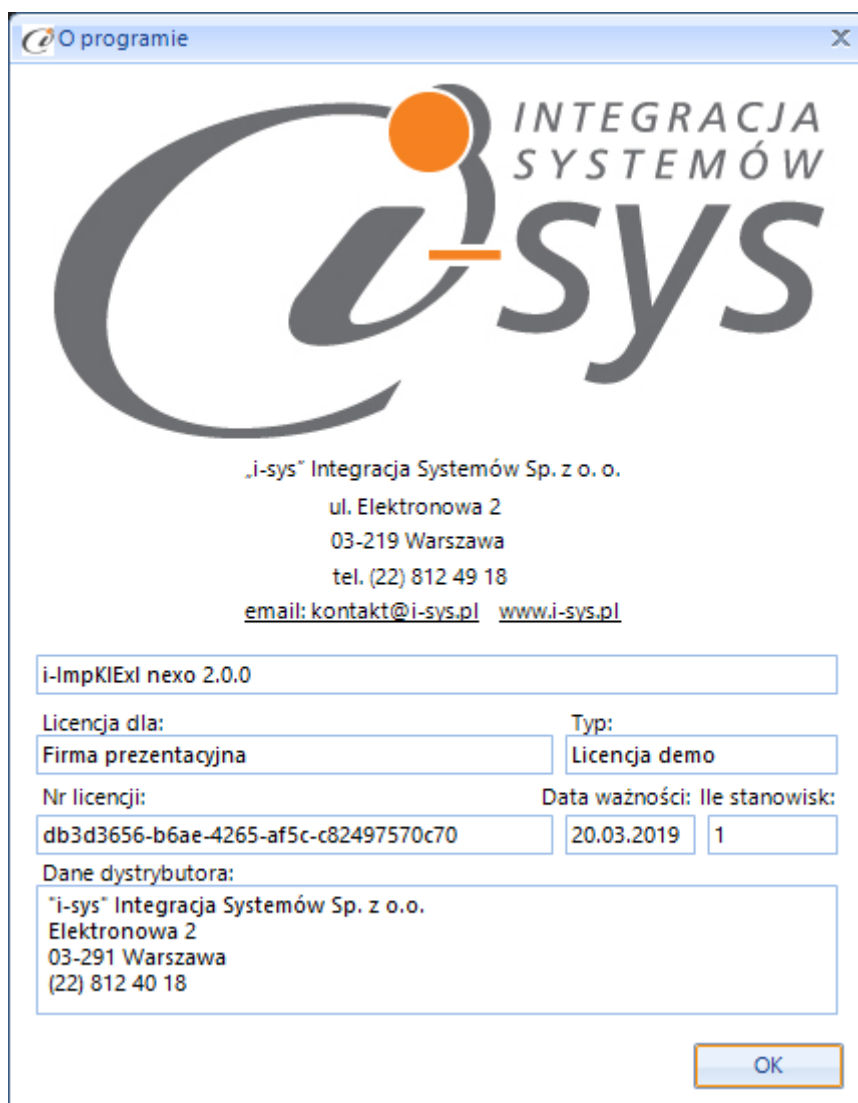 O programie
INTEGRACJA
SYSTEMÓW
i-sys
„i-sys” Integracja Systemów Sp. z o. o.
ul. Elektronowa 2
03-219 Warszawa
tel. (22) 812 49 18
email: kontakt@i-sys.pl www.i-sys.pl
i-ImpKlExl nexo 2.0.0
Licencja dla: Typ:
Firma prezentacyjna Licencja demo
Nr licencji: Data ważności: Ile stanowisk:
db3d3656-b6ae-4265-af5c-c82497570c70 20.03.2019 1
Dane dystrybutora:
"i-sys" Integracja Systemów Sp. z o.o.
Elektronowa 2
03-291 Warszawa
(22) 812 40 18
OK